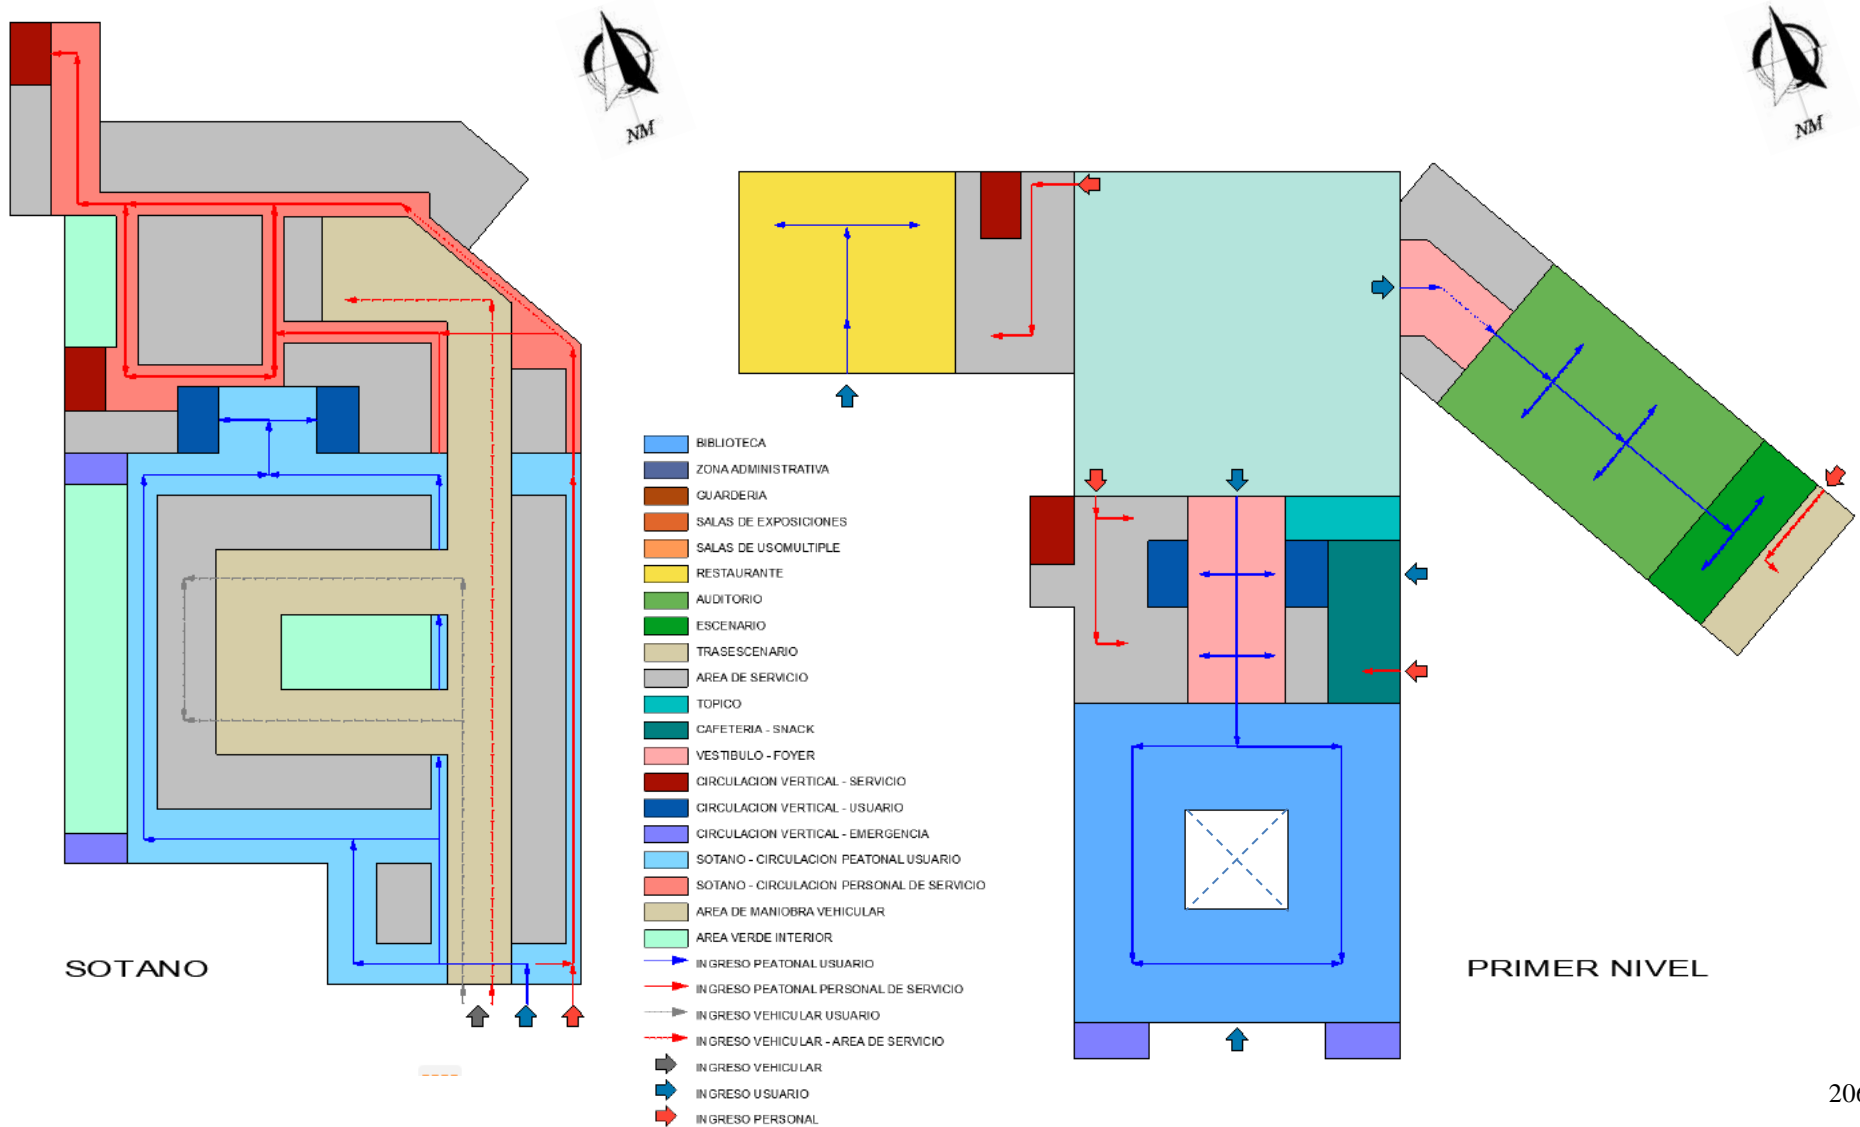 NM
NM
BIBLIOTECA
ZONA ADMINISTRATIVA
GUARDERIA
SALAS DE EXPOSICIONES
SALAS DE USOMULTIPLE
RESTAURANTE
AUDITORIO
ESCENARIO
TRASESCENARIO
AREA DE SERVICIO
TOPICO
CAFETERIA - SNACK
VESTIBULO - FOYER
CIRCULACION VERTICAL - SERVICIO
CIRCULACION VERTICAL - USUARIO
CIRCULACION VERTICAL - EMERGENCIA
SOTANO - CIRCULACION PEATONAL USUARIO
SOTANO - CIRCULACION PERSONAL DE SERVICIO
AREA DE MANIOBRA VEHICULAR
AREA VERDE INTERIOR
INGRESO PEATONAL USUARIO
INGRESO PEATONAL PERSONAL DE SERVICIO
INGRESO VEHICULAR USUARIO
INGRESO VEHICULAR - AREA DE SERVICIO
INGRESO VEHICULAR
INGRESO USUARIO
INGRESO PERSONAL
SOTANO
PRIMER NIVEL
206